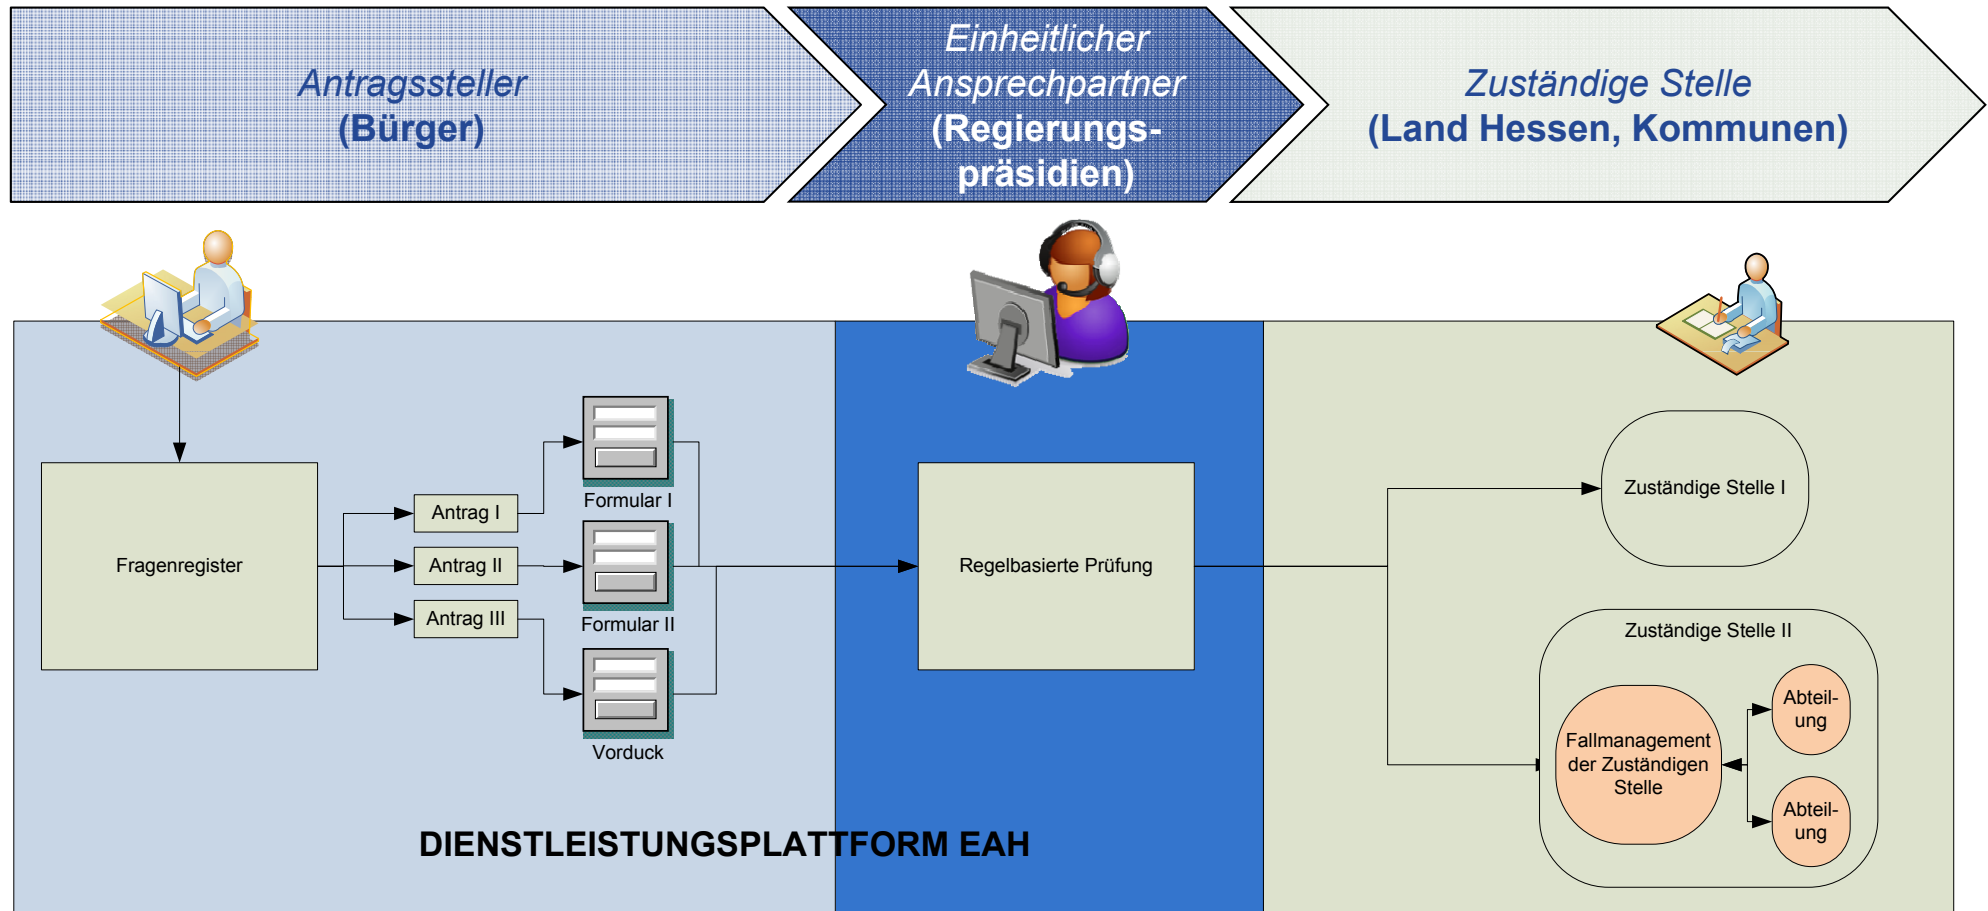 Antragssteller
(Bürger)
Einheitlicher
Ansprechpartner
(Regierungs-
präsidien)
Zuständige Stelle
(Land Hessen, Kommunen)
Fragenregister
Antrag I
Antrag II
Antrag III
Formular I
Formular II
Vorduck
Regelbasierte Prüfung
Zuständige Stelle I
Zuständige Stelle II
Fallmanagement
der Zuständigen
Stelle
Abteil-
ung
Abteil-
ung
DIENSTLEISTUNGSPLATTFORM EAH